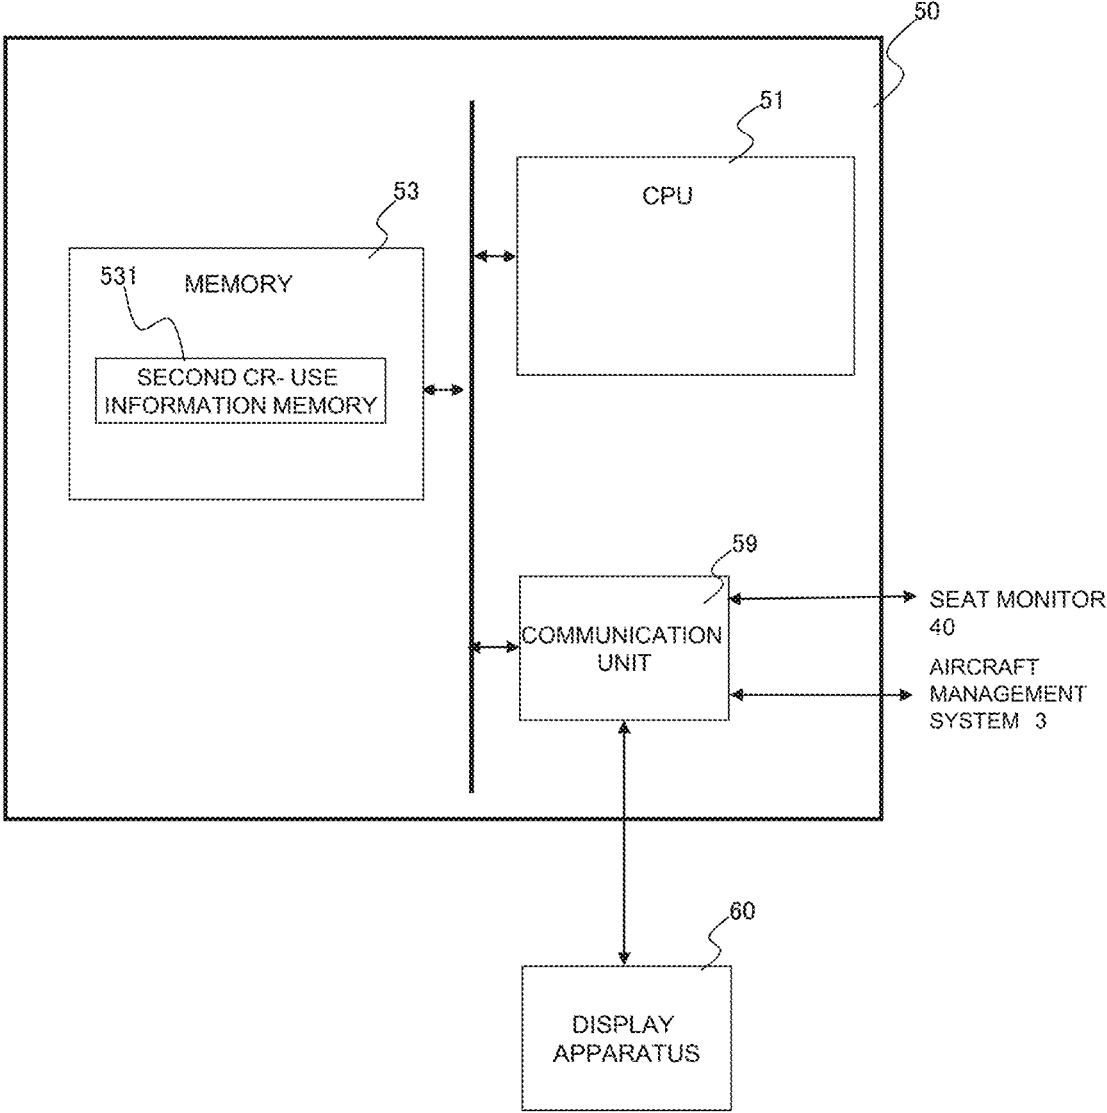 50
51
CPU
53
MEMORY
531
SECOND CR- USE
INFORMATION MEMORY
59
COMMUNICATION
UNIT
SEAT MONITOR
40
AIRCRAFT
MANAGEMENT
SYSTEM 3
60
DISPLAY
APPARATUS